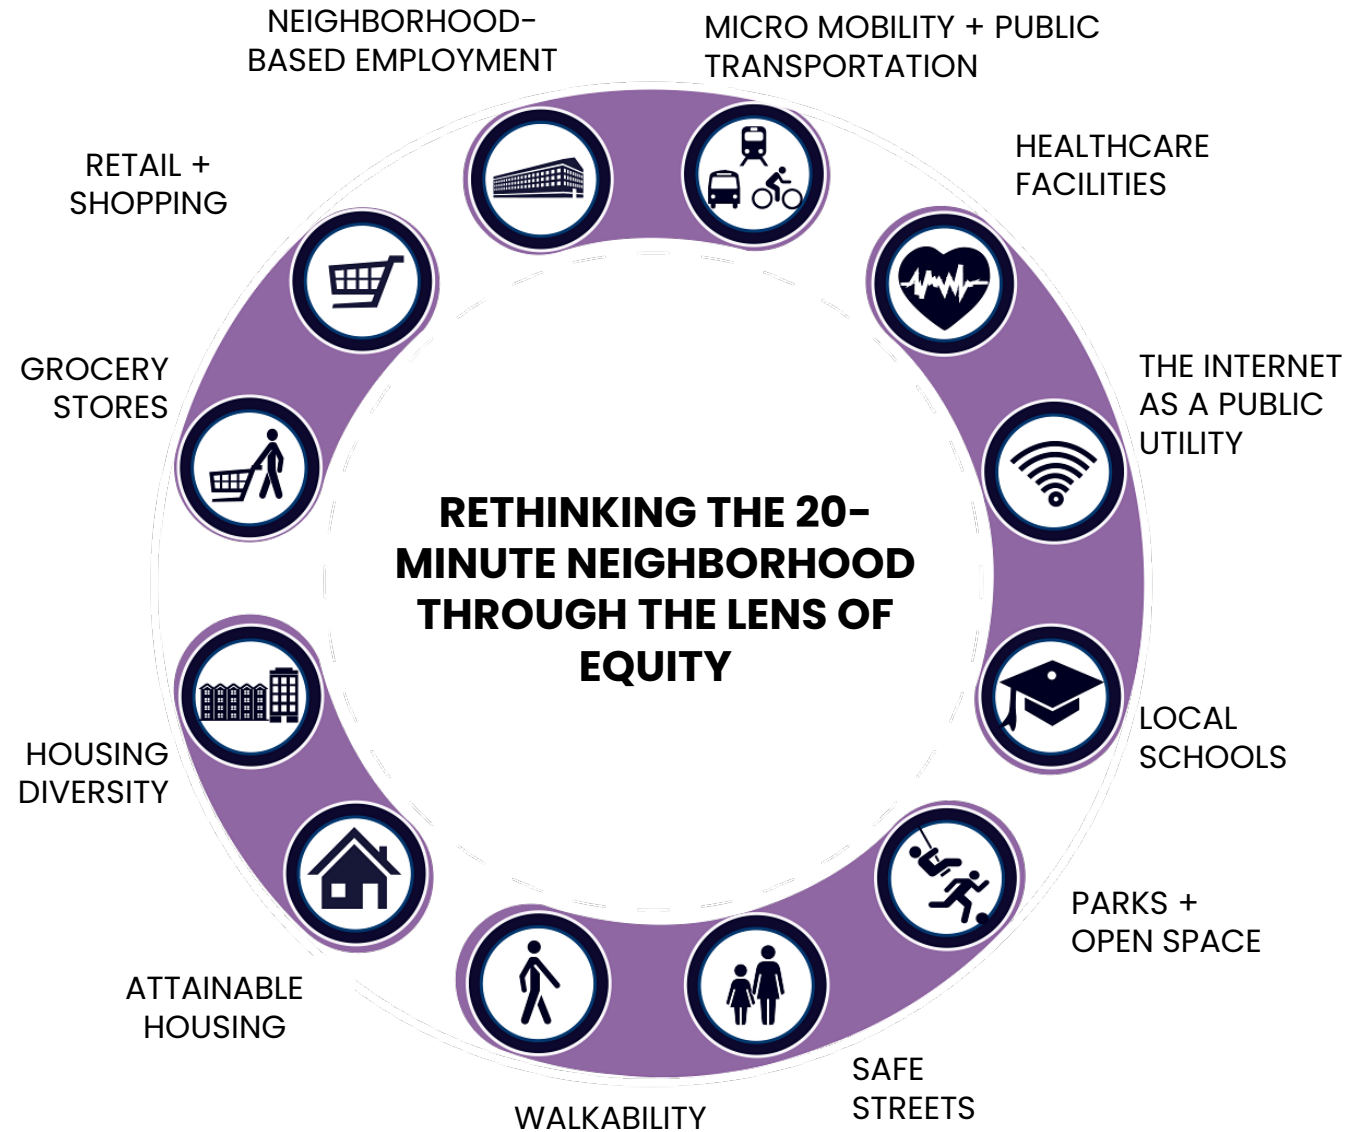 NEIGHBORHOOD-
BASED EMPLOYMENT
MICRO MOBILITY + PUBLIC
TRANSPORTATION
HEALTHCARE
FACILITIES
THE INTERNET
AS A PUBLIC
UTILITY
LOCAL
SCHOOLS
PARKS +
OPEN SPACE
SAFE
STREETS
WALKABILITY
ATTAINABLE
HOUSING
HOUSING
DIVERSITY
GROCERY
STORES
RETAIL +
SHOPPING
RETHINKING THE 20-
MINUTE NEIGHBORHOOD
THROUGH THE LENS OF
EQUITY